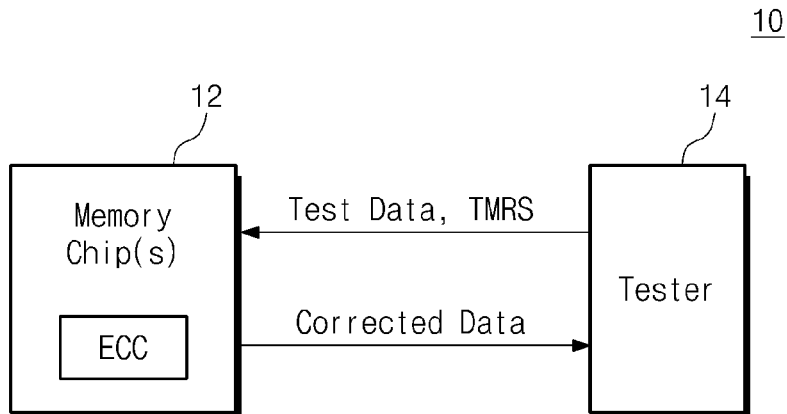 10
12
14
Memory
Chip(s)
ECC
Test Data, TMRS
Corrected Data
Tester